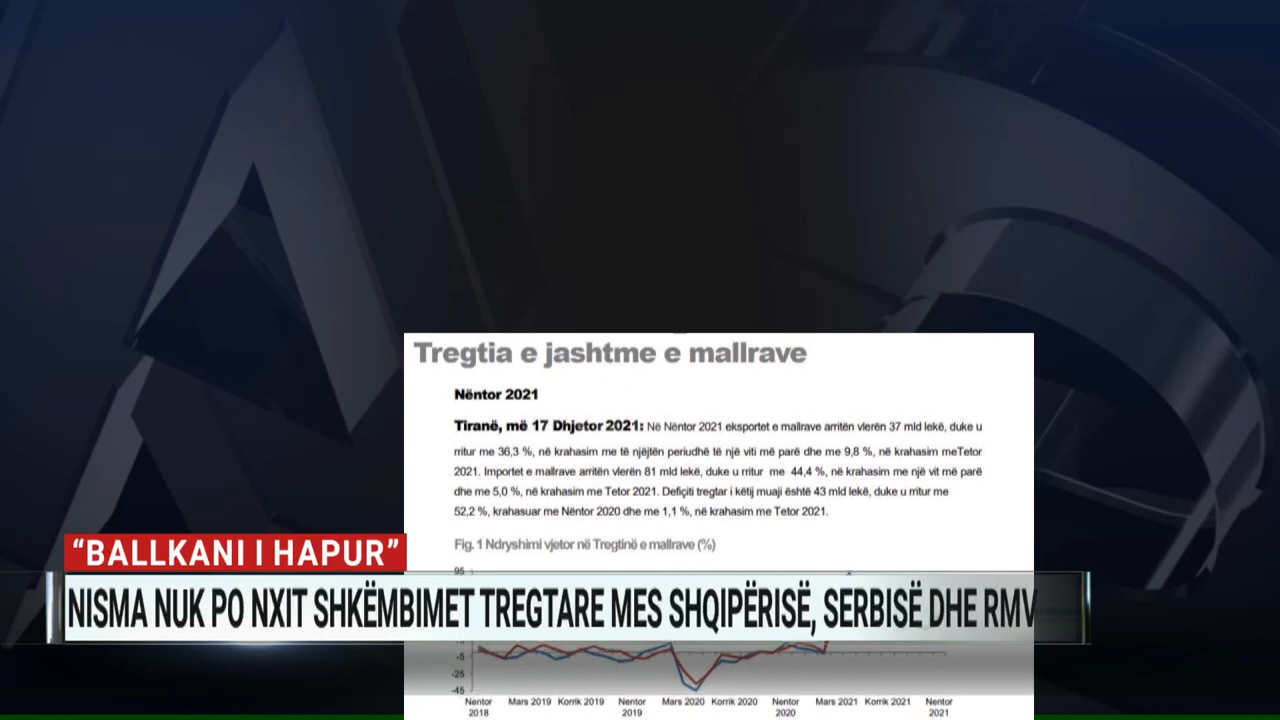 Tregtia e jashtme e mallrave
Nëntor 2021
Tiranë, më 17 Dhjetor 2021: Në Nëntor 2021 eksportet e mallrave arritën vlerën 37 mld lekë, duke u
rritur me 36,3 %, në krahasim me të njëjtën periudhë të një viti më parë dhe me 9,8 %, në krahasim meTetor
2021. Importet e mallrave arritën vlerën 81 mld lekë, duke u rritur me 44,4 %, në krahasim me një vit më parë
dhe me 5,0 %, në krahasim me Tetor 2021. Defiçiti tregtar i këtij muaji është 43 mld lekë, duke u rritur me
52,2 %, krahasuar me Nëntor 2020 dhe me 1,1 %, në krahasim me Tetor 2021.
Fig. 1 Ndryshimi vjetor në Tregtinë e mallrave (%)
95
“BALLKANI I HAPUR”
NISMA NUK PO NXIT SHKËMBIMET TREGTARE MES SHQIPËRISË, SERBISË DHE RMV
-5
-25
-45
Nentor Mars 2019 Korrik 2019 Nentor Mars 2020 Korrik 2020 Nentor Mars 2021 Korrik 2021 Nentor
2018 2019 2020 2021